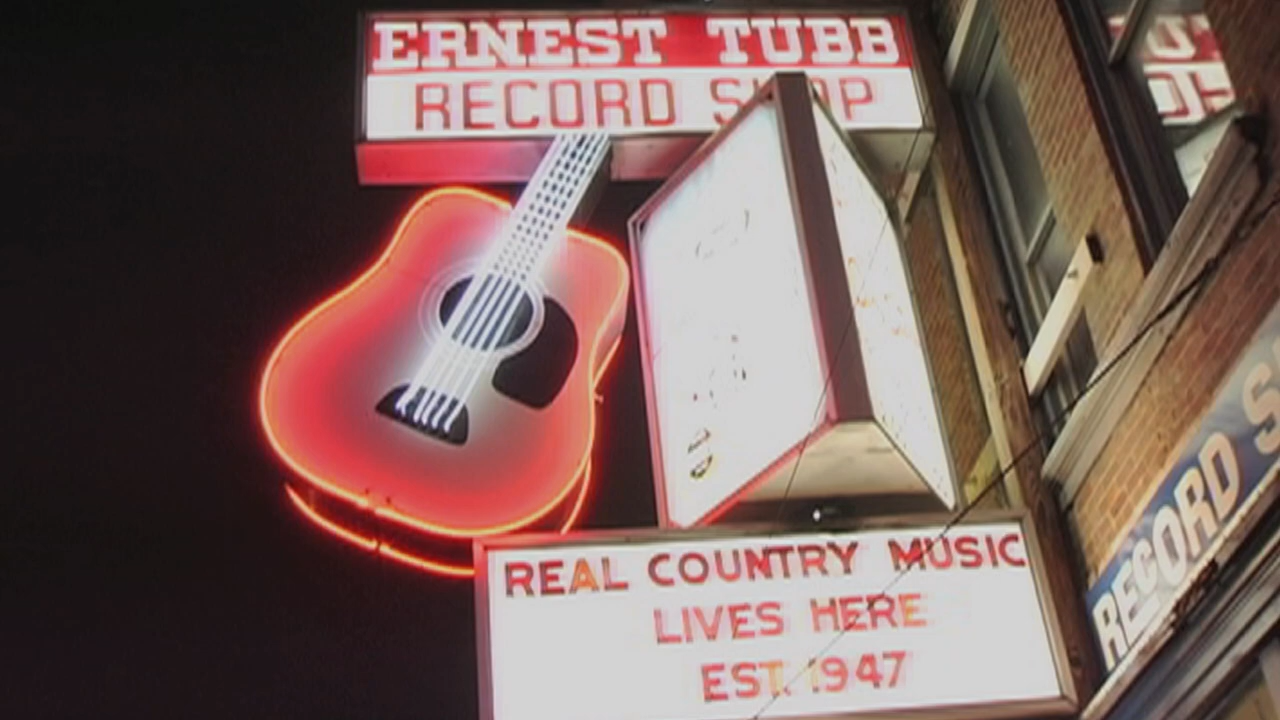 ERNEST TUBB
RECORD SHOP
REAL COUNTRY MUSIC
LIVES HERE
EST. 1947
RECORD